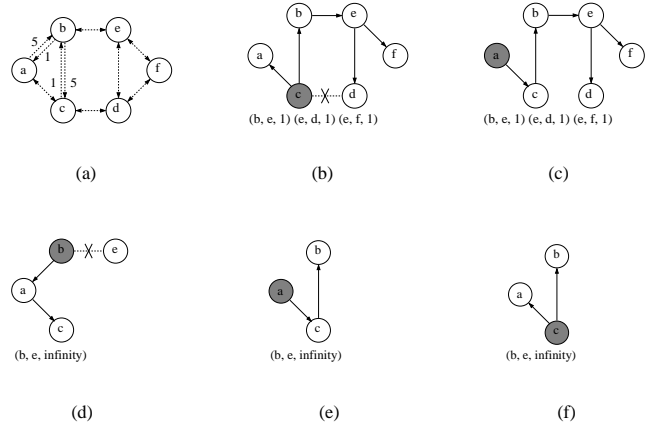 b e
5
1
a f
1 5
c d
(a)
b e
a f
c d
(b, e, 1) (e, d, 1) (e, f, 1)
(b)
b e
a f
c d
(b, e, 1) (e, d, 1) (e, f, 1)
(c)
b e
a
c
(b, e, infinity)
(d)
b
a
c
(b, e, infinity)
(e)
b
a
c
(b, e, infinity)
(f)